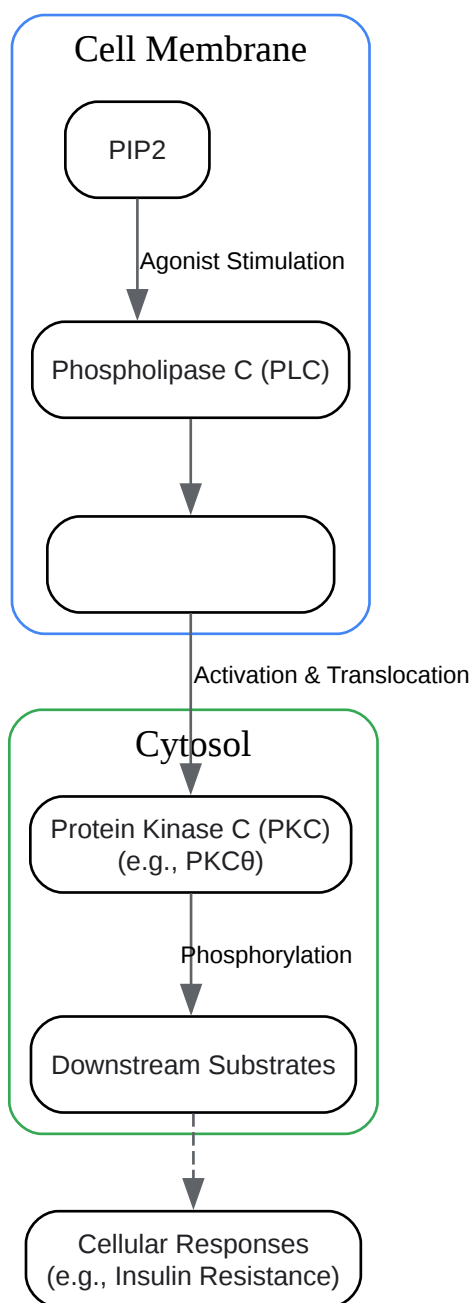 Cell Membrane
PIP2
Agonist Stimulation
Phospholipase C (PLC)
Activation & Translocation
Cytosol
Protein Kinase C (PKC)
(e.g., PKCθ)
Phosphorylation
Downstream Substrates
Cellular Responses
(e.g., Insulin Resistance)